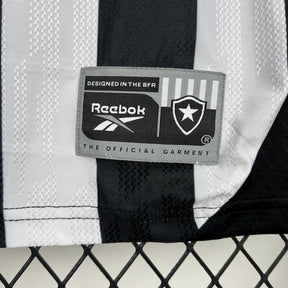 DESIGNED IN THE BFR
Reebok
®
THE OFFICIAL GARMENT